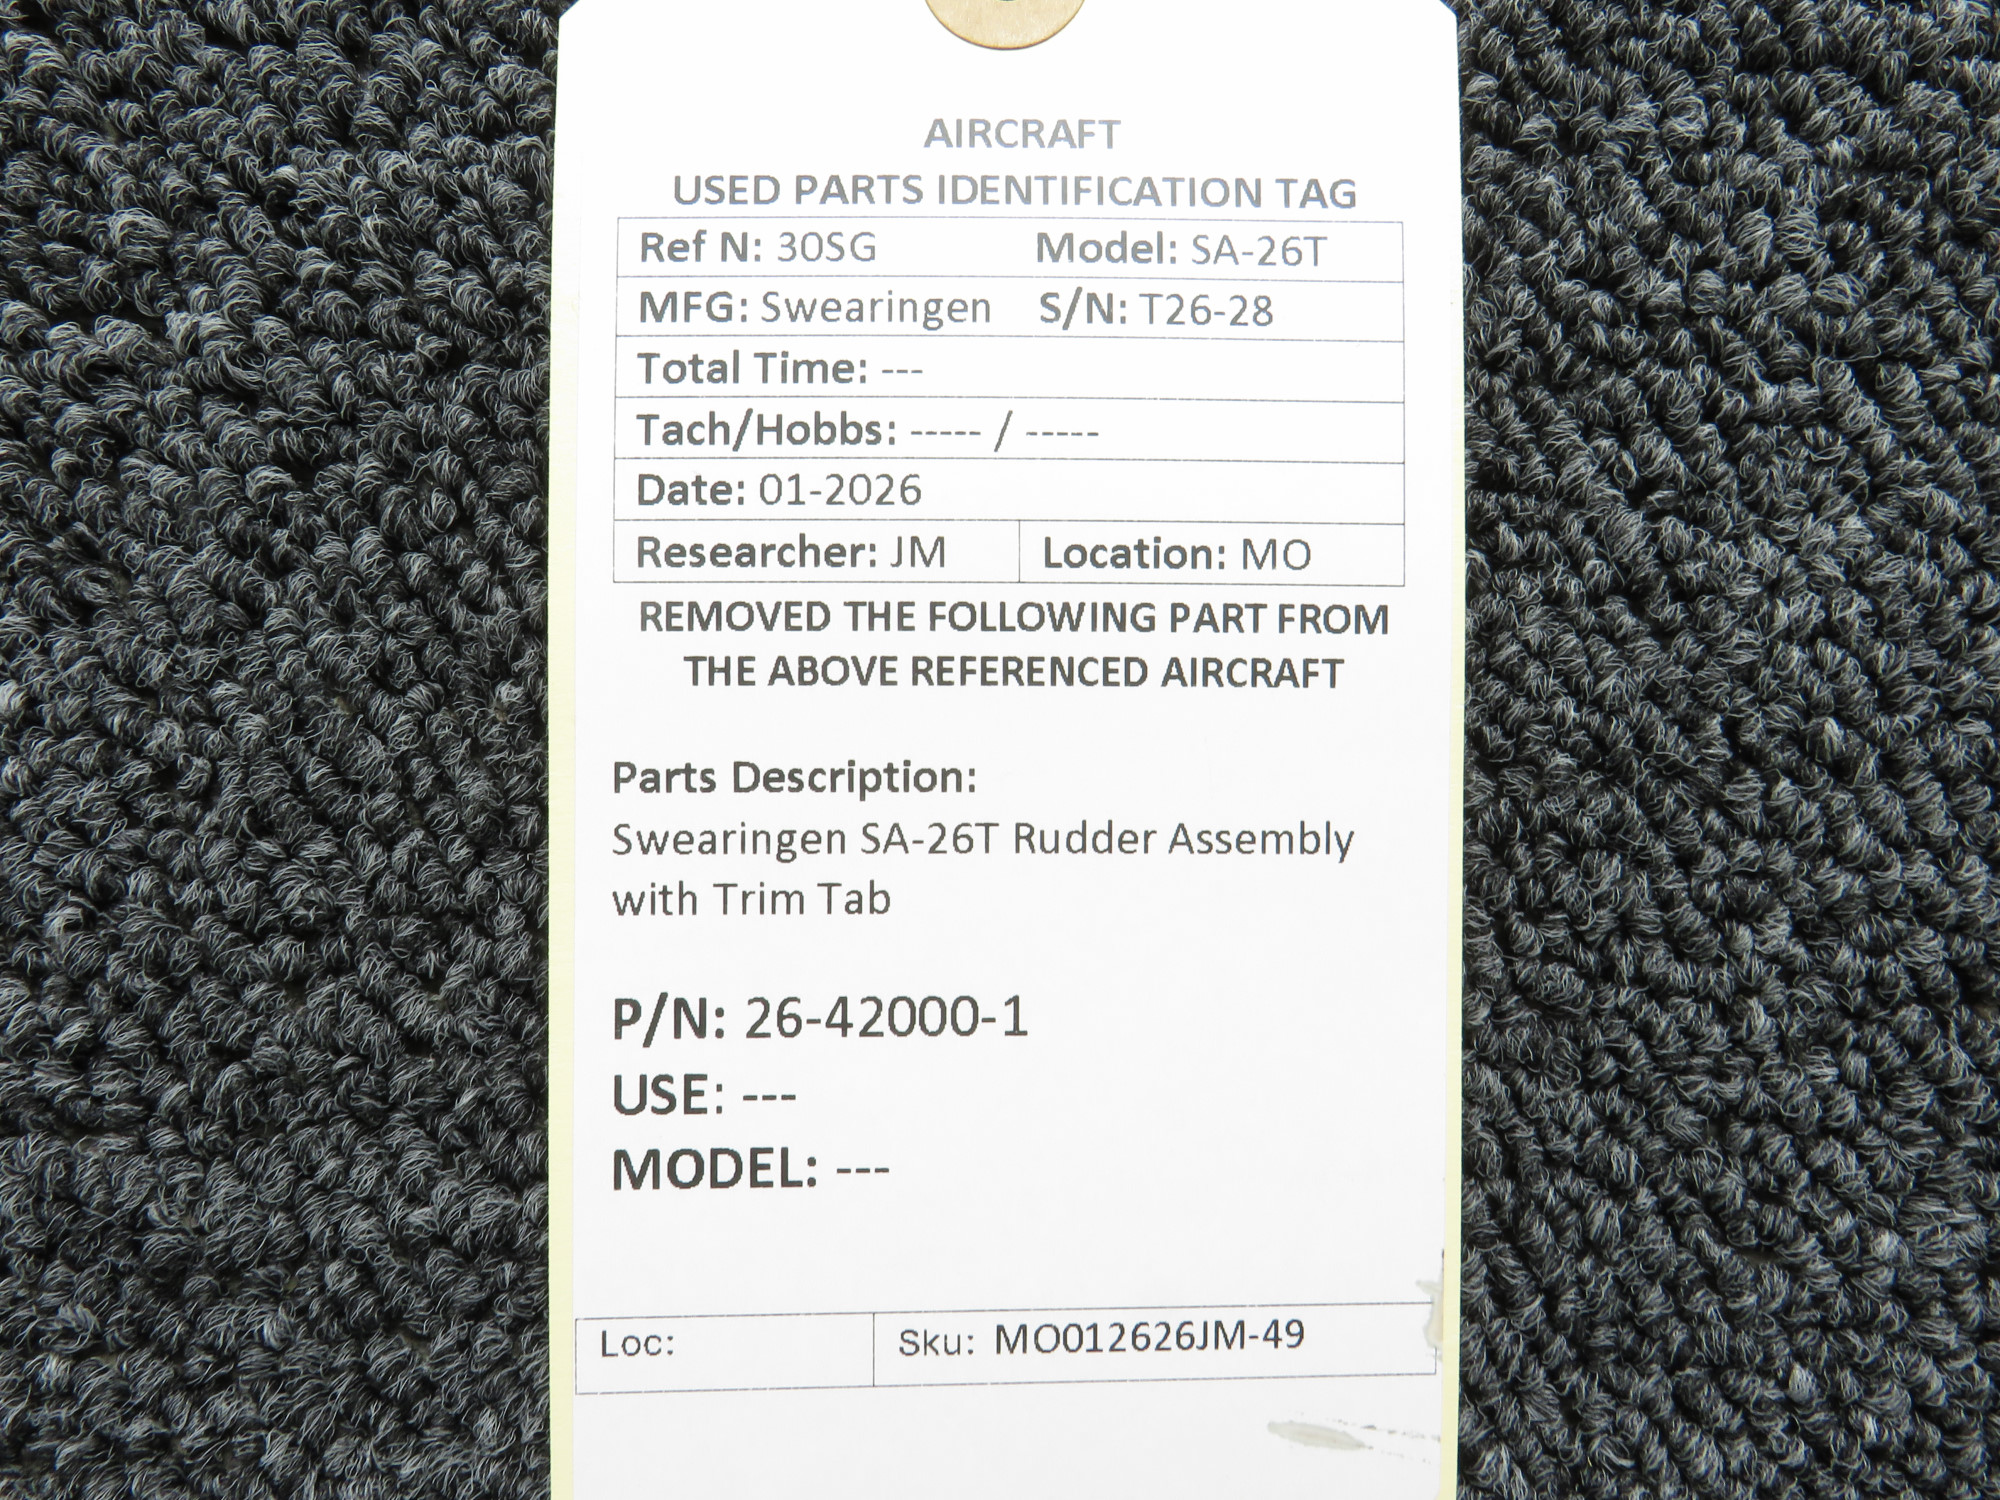 AIRCRAFT
USED PARTS IDENTIFICATION TAG
Ref N: 30SG Model: SA-26T
MFG: Swearingen S/N: T26-28
Total Time: ---
Tach/Hobbs: ----- / -----
Date: 01-2026
Researcher: JM Location: MO
REMOVED THE FOLLOWING PART FROM
THE ABOVE REFERENCED AIRCRAFT
Parts Description:
Swearingen SA-26T Rudder Assembly
with Trim Tab
P/N: 26-42000-1
USE: ---
MODEL: ---
Loc: Sku: MO012626JM-49